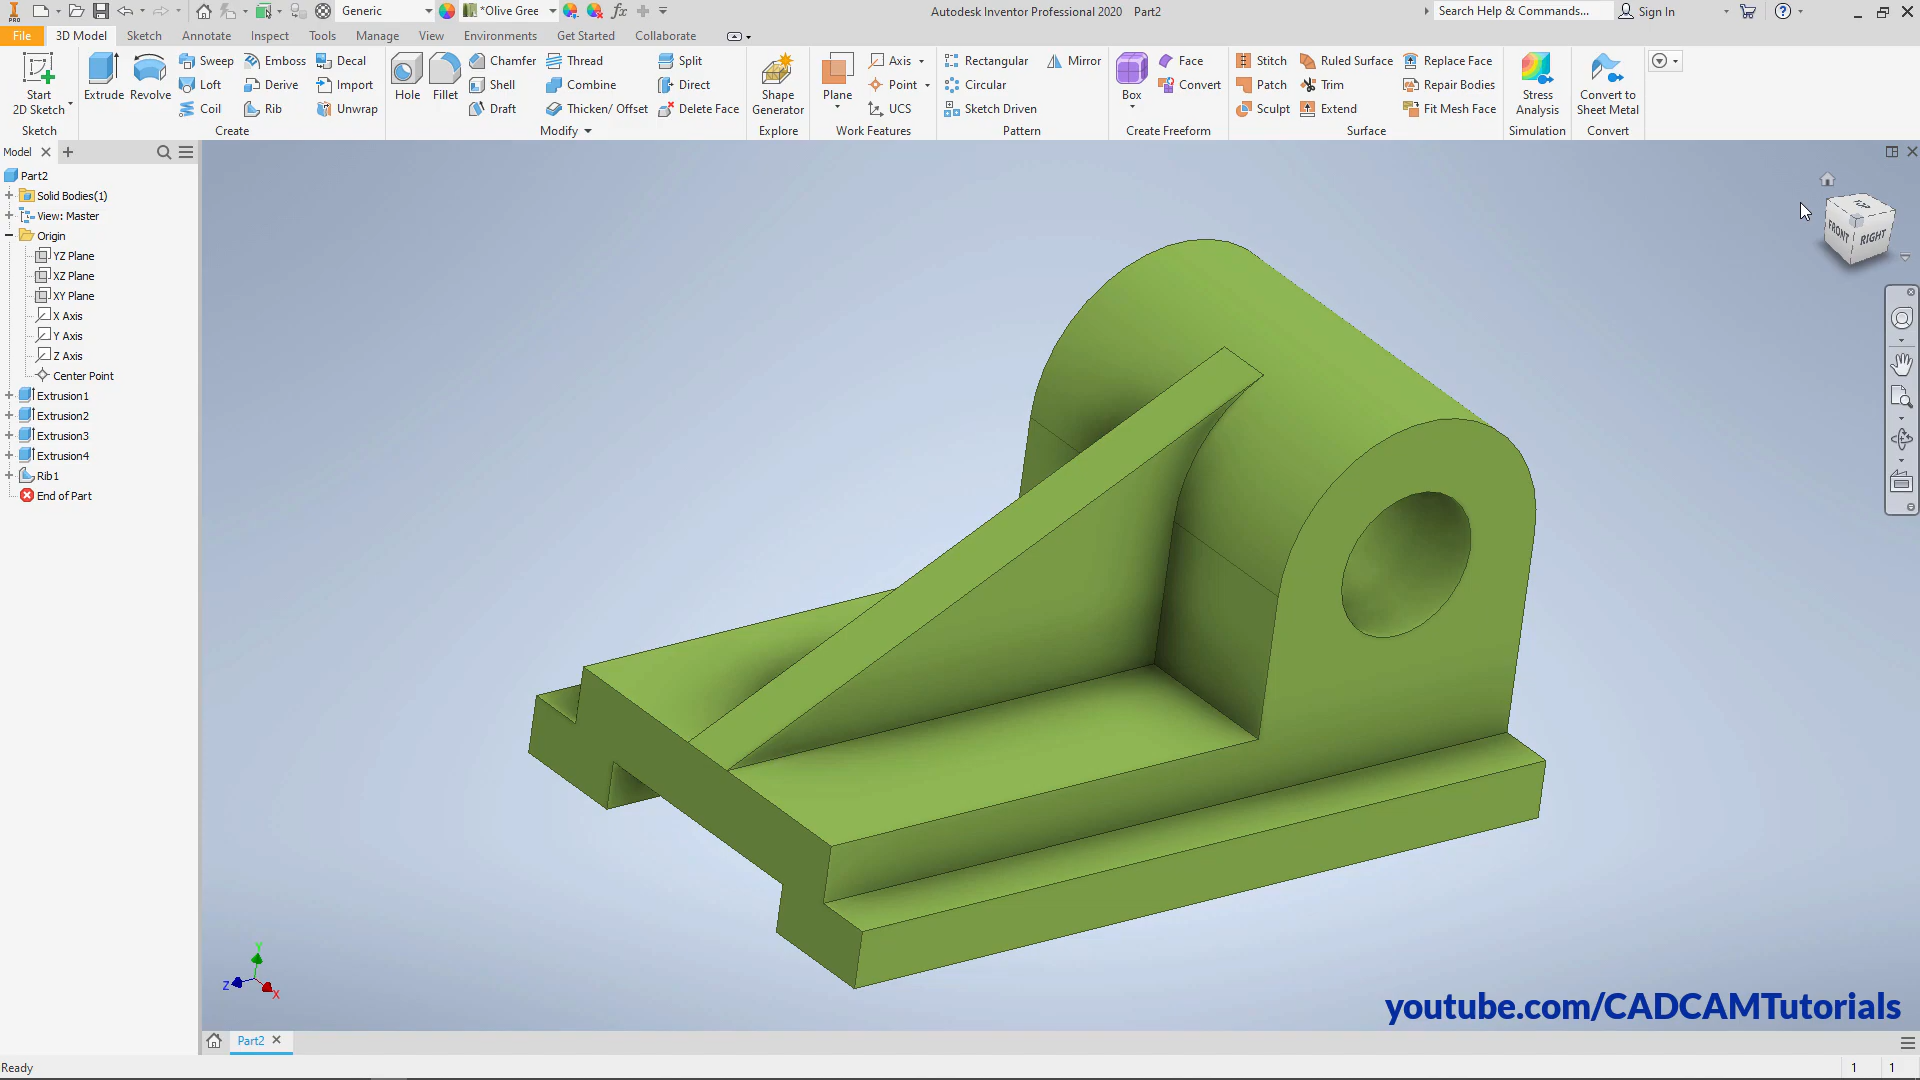 Generic
*Olive Gree
Autodesk Inventor Professional 2020 Part2
Search Help & Commands...
Sign In
File 3D Model Sketch Annotate Inspect Tools Manage View Environments Get Started Collaborate
Start
2D Sketch
Sketch
Extrude
Revolve
Sweep
Loft
Coil
Emboss
Derive
Rib
Decal
Import
Unwrap
Create
Hole
Fillet
Chamfer
Shell
Draft
Thread
Combine
Thicken/ Offset
Split
Direct
Delete Face
Modify
Shape
Generator
Explore
Plane
Axis
Point
UCS
Work Features
Rectangular
Circular
Sketch Driven
Mirror
Pattern
Box
Face
Convert
Create Freeform
Stitch
Patch
Sculpt
Ruled Surface
Trim
Extend
Replace Face
Repair Bodies
Fit Mesh Face
Surface
Stress
Analysis
Simulation
Convert to
Sheet Metal
Convert
Model
Part2
Solid Bodies(1)
View: Master
Origin
YZ Plane
XZ Plane
XY Plane
X Axis
Y Axis
Z Axis
Center Point
Extrusion1
Extrusion2
Extrusion3
Extrusion4
Rib1
End of Part
TOP
FRONT
RIGHT
Y
Z
X
youtube.com/CADCAMTutorials
Part2
Ready
1 1